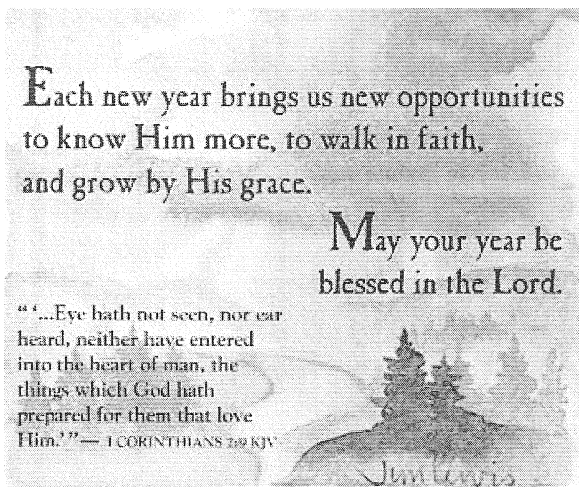 Each new year brings us new opportunities
to know Him more, to walk in faith,
and grow by His grace.
May your year be
blessed in the Lord.
“ ‘...Eye hath not seen, nor ear
heard, neither have entered
into the heart of man, the
things which God hath
prepared for them that love
Him.’ ”— 1 CORINTHIANS 2:9 KJV
Jim Lewis